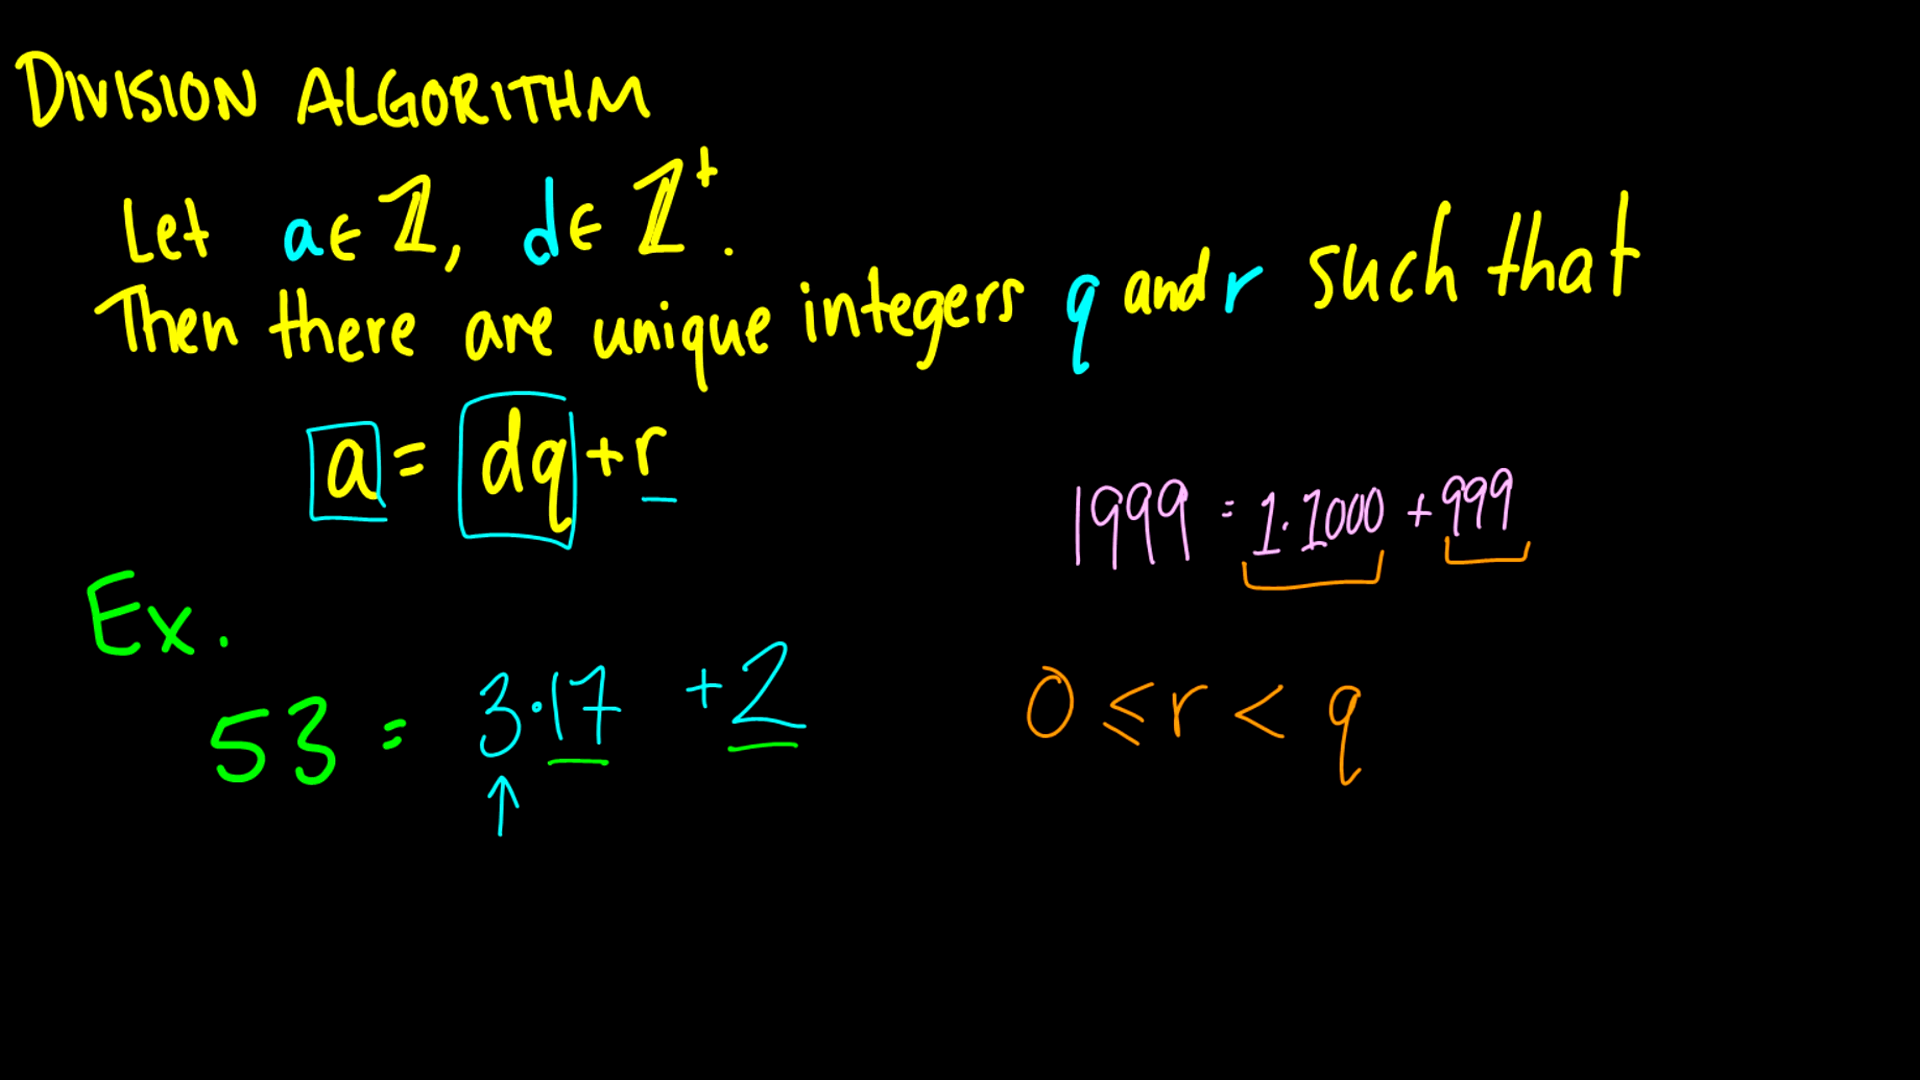 DIVISION ALGORITHM
Let a ∈ ℤ, d ∈ ℤ⁺.
Then there are unique integers q and r such that
a = dq + r
1999 = 1·1000 + 999
Ex.
53 = 3·17 + 2
0 ≤ r < q